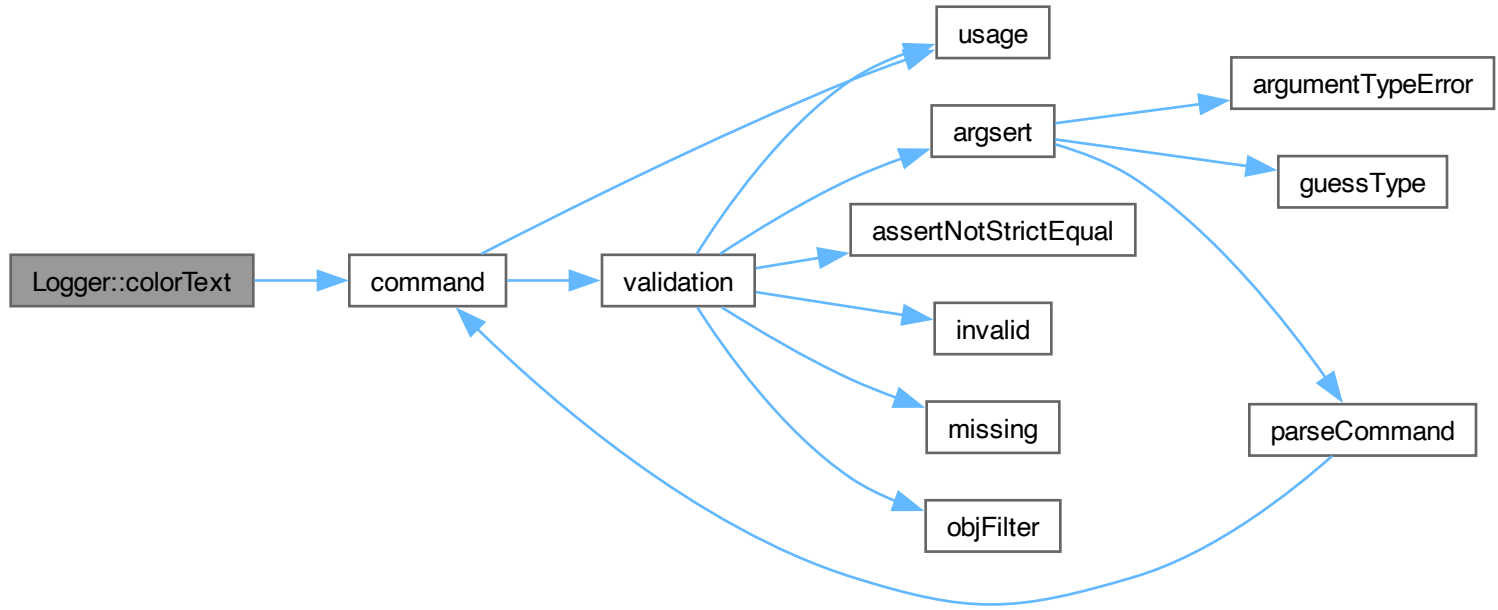 Logger::colorText
command
validation
usage
argsert
assertNotStrictEqual
invalid
missing
objFilter
argumentTypeError
guessType
parseCommand